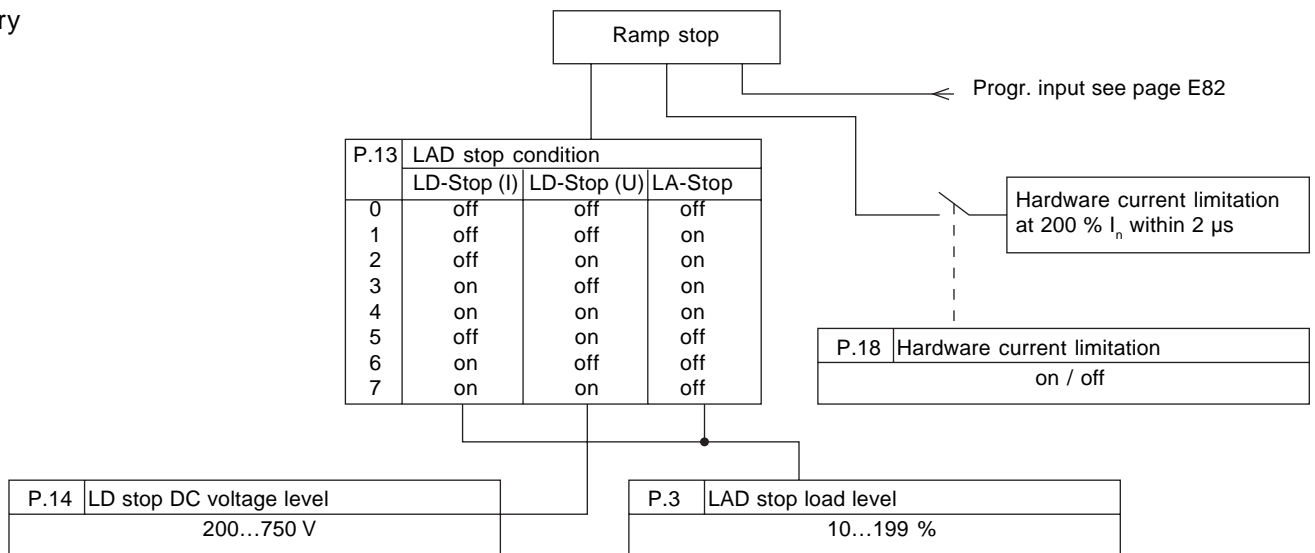 ry
Ramp stop
Progr. input see page E82
P.13 LAD stop condition
LD-Stop (I) LD-Stop (U) LA-Stop
0 off off off
1 off off on
2 off on on
3 on off on
4 on on on
5 off on off
6 on off off
7 on on off
Hardware current limitation
at 200 % In within 2 µs
P.18 Hardware current limitation
on / off
P.14 LD stop DC voltage level
200...750 V
P.3 LAD stop load level
10...199 %